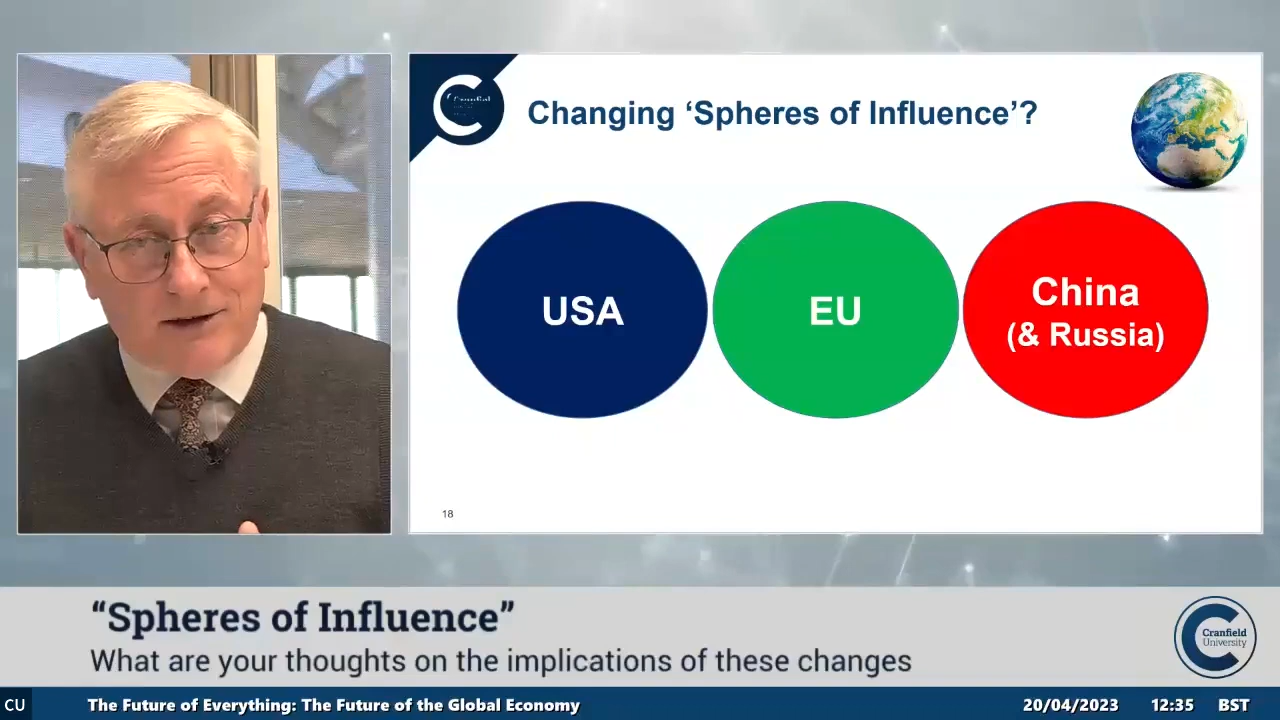 Cranfield
Changing ‘Spheres of Influence’?
USA
EU
China
(& Russia)
18
“Spheres of Influence”
What are your thoughts on the implications of these changes
Cranfield
University
CU
The Future of Everything: The Future of the Global Economy
20/04/2023 12:35 BST